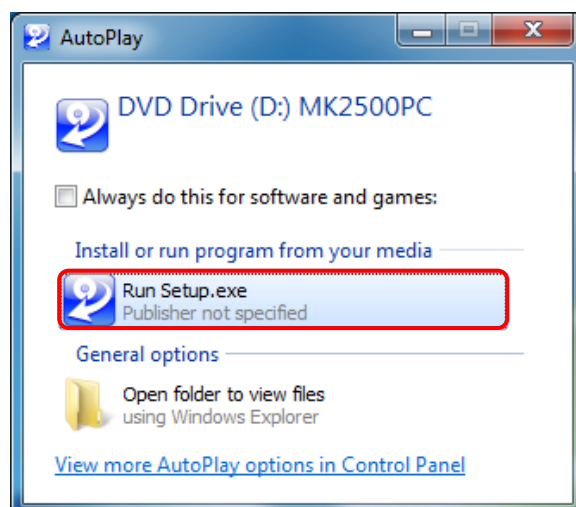 AutoPlay
DVD Drive (D:) MK2500PC
Always do this for software and games:
Install or run program from your media
Run Setup.exe
Publisher not specified
General options
Open folder to view files
using Windows Explorer
View more AutoPlay options in Control Panel